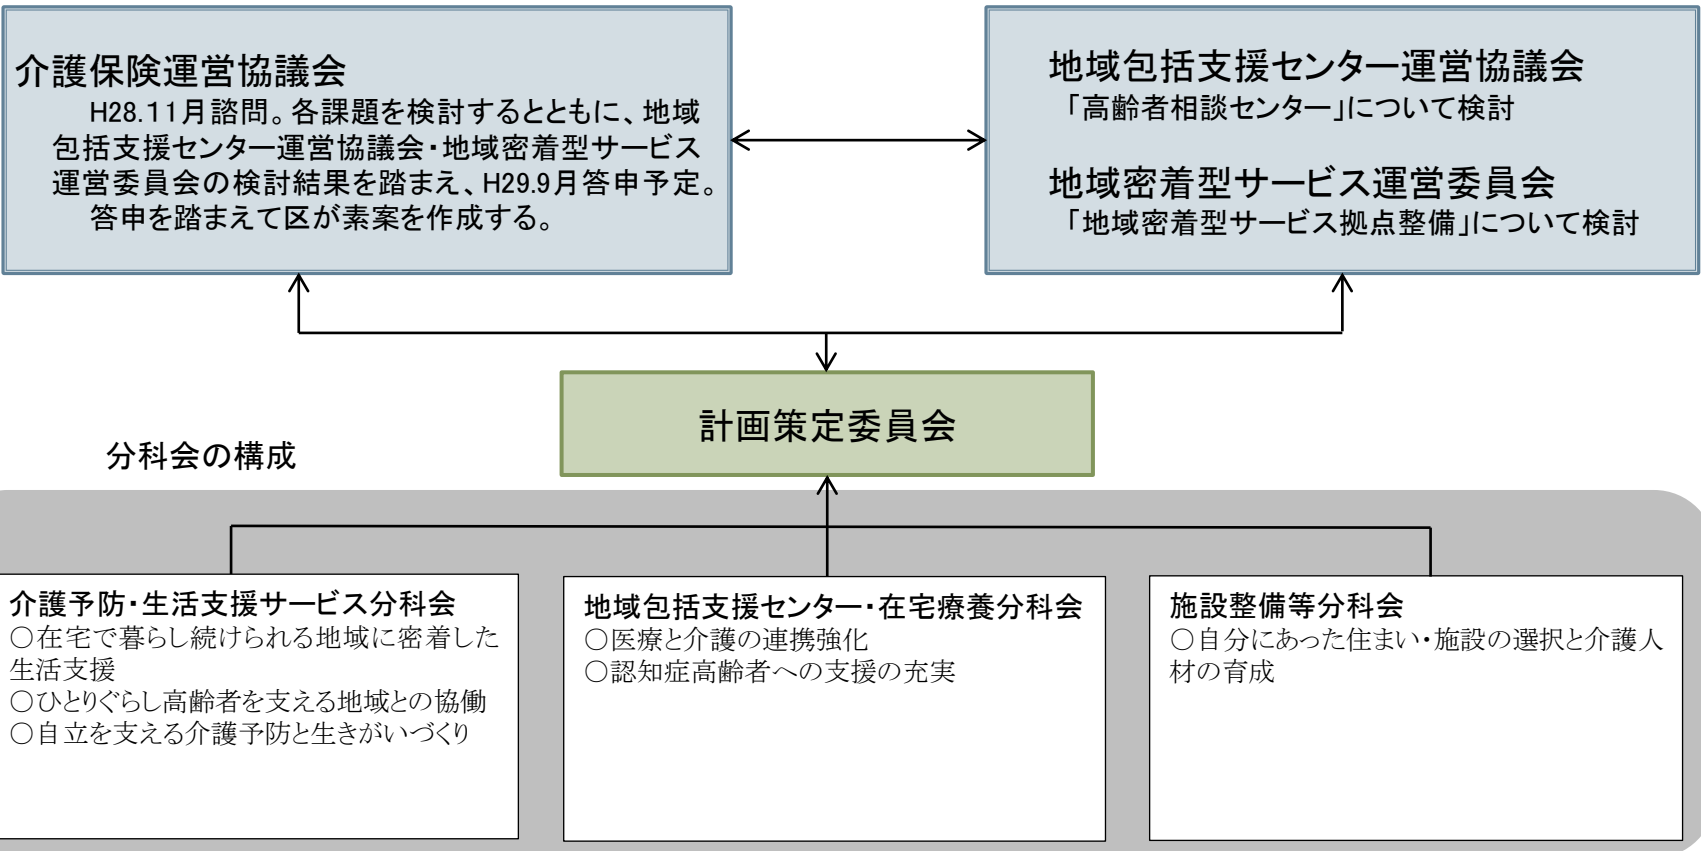 介護保険運営協議会
H28.11月諮問。各課題を検討するとともに、地域
包括支援センター運営協議会・地域密着型サービス
運営委員会の検討結果を踏まえ、H29.9月答申予定。
答申を踏まえて区が素案を作成する。
地域包括支援センター運営協議会
「高齢者相談センター」について検討
地域密着型サービス運営委員会
「地域密着型サービス拠点整備」について検討
計画策定委員会
分科会の構成
介護予防・生活支援サービス分科会
○在宅で暮らし続けられる地域に密着した
生活支援
○ひとりぐらし高齢者を支える地域との協働
○自立を支える介護予防と生きがいづくり
地域包括支援センター・在宅療養分科会
○医療と介護の連携強化
○認知症高齢者への支援の充実
施設整備等分科会
○自分にあった住まい・施設の選択と介護人
材の育成